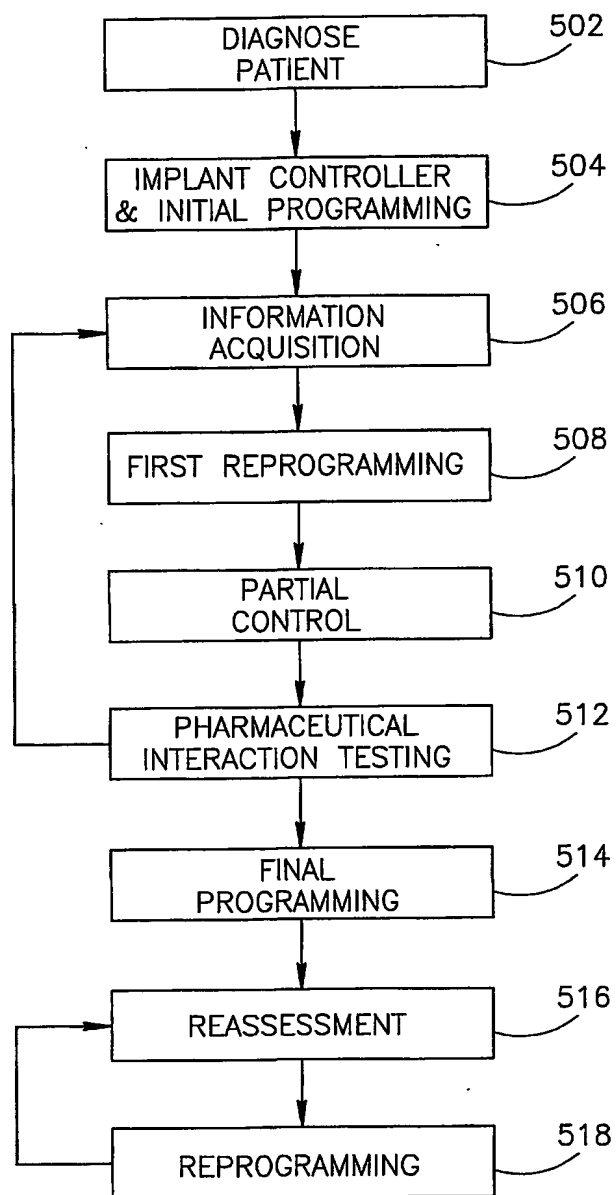 502
DIAGNOSE
PATIENT
504
IMPLANT CONTROLLER
& INITIAL PROGRAMMING
506
INFORMATION
ACQUISITION
508
FIRST REPROGRAMMING
510
PARTIAL
CONTROL
512
PHARMACEUTICAL
INTERACTION TESTING
514
FINAL
PROGRAMMING
516
REASSESSMENT
518
REPROGRAMMING